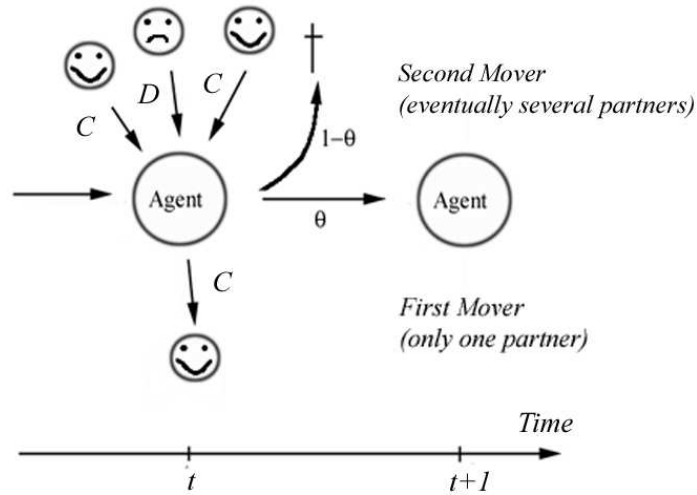 C
D
C
†
Second Mover
(eventually several partners)
1-θ
Agent
θ
Agent
C
First Mover
(only one partner)
Time
t
t+1